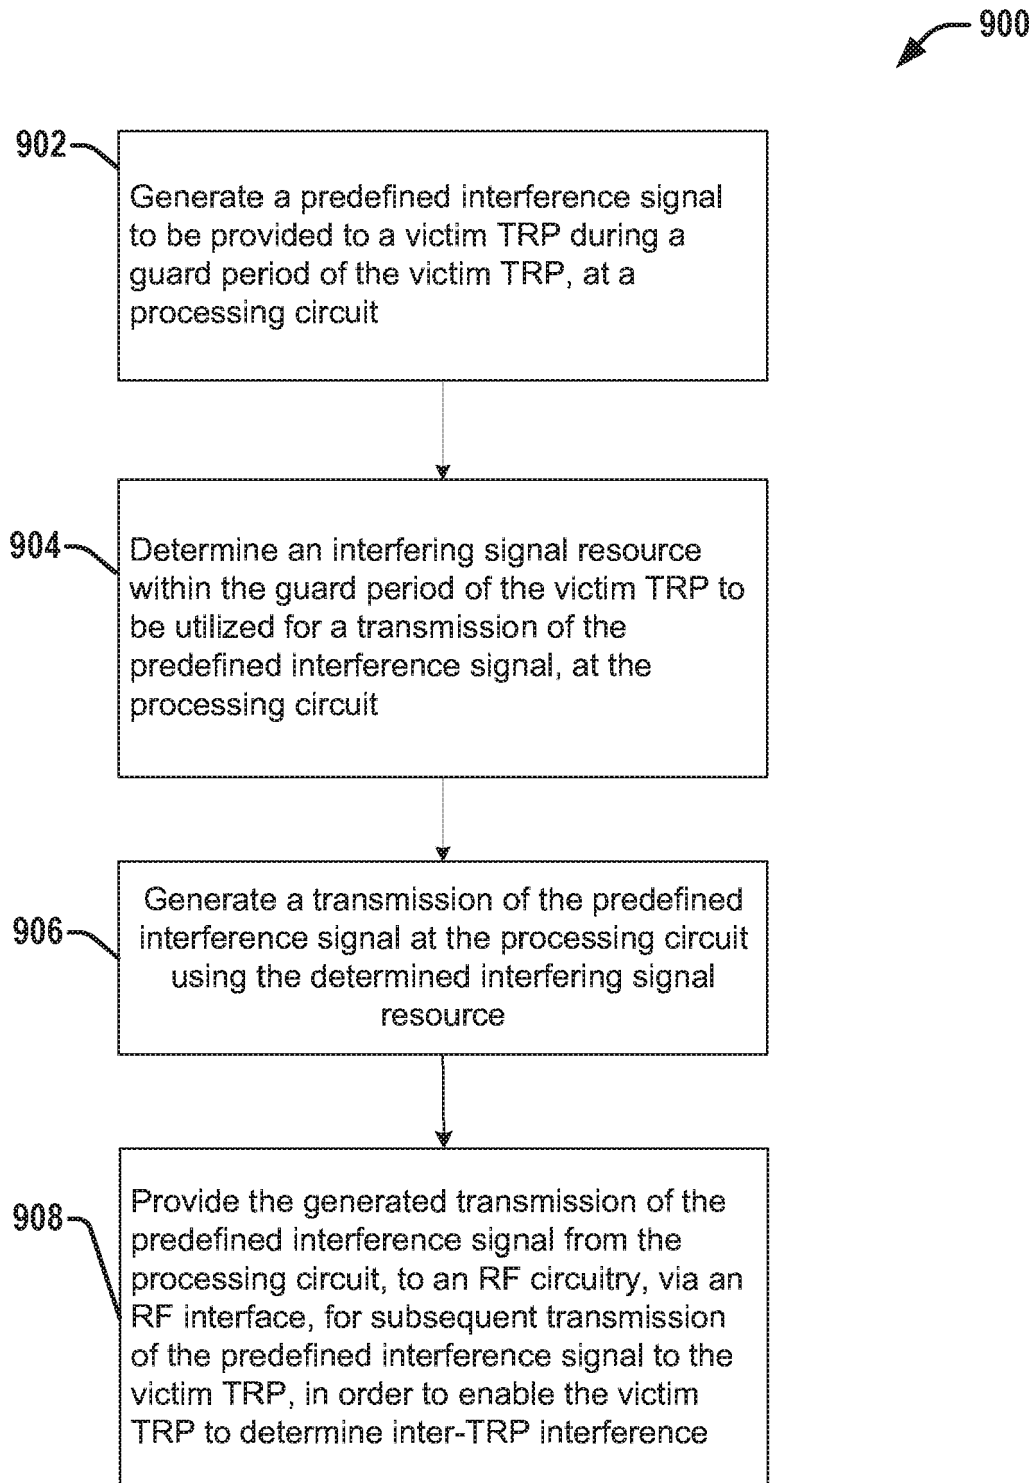 900
902
Generate a predefined interference signal
to be provided to a victim TRP during a
guard period of the victim TRP, at a
processing circuit
904
Determine an interfering signal resource
within the guard period of the victim TRP to
be utilized for a transmission of the
predefined interference signal, at the
processing circuit
906
Generate a transmission of the predefined
interference signal at the processing circuit
using the determined interfering signal
resource
908
Provide the generated transmission of the
predefined interference signal from the
processing circuit, to an RF circuitry, via an
RF interface, for subsequent transmission
of the predefined interference signal to the
victim TRP, in order to enable the victim
TRP to determine inter-TRP interference